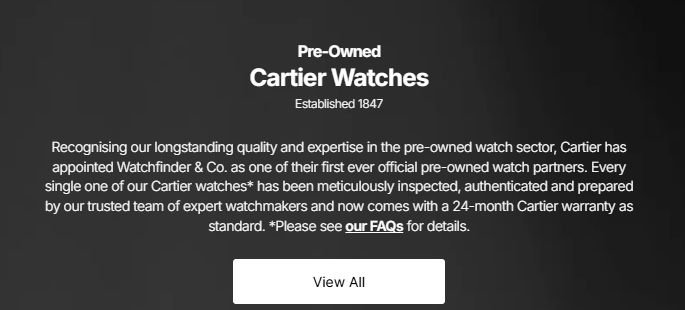 Pre-Owned
Cartier Watches
Established 1847
Recognising our longstanding quality and expertise in the pre-owned watch sector, Cartier has
appointed Watchfinder & Co. as one of their first ever official pre-owned watch partners. Every
single one of our Cartier watches* has been meticulously inspected, authenticated and prepared
by our trusted team of expert watchmakers and now comes with a 24-month Cartier warranty as
standard. *Please see our FAQs for details.
View All